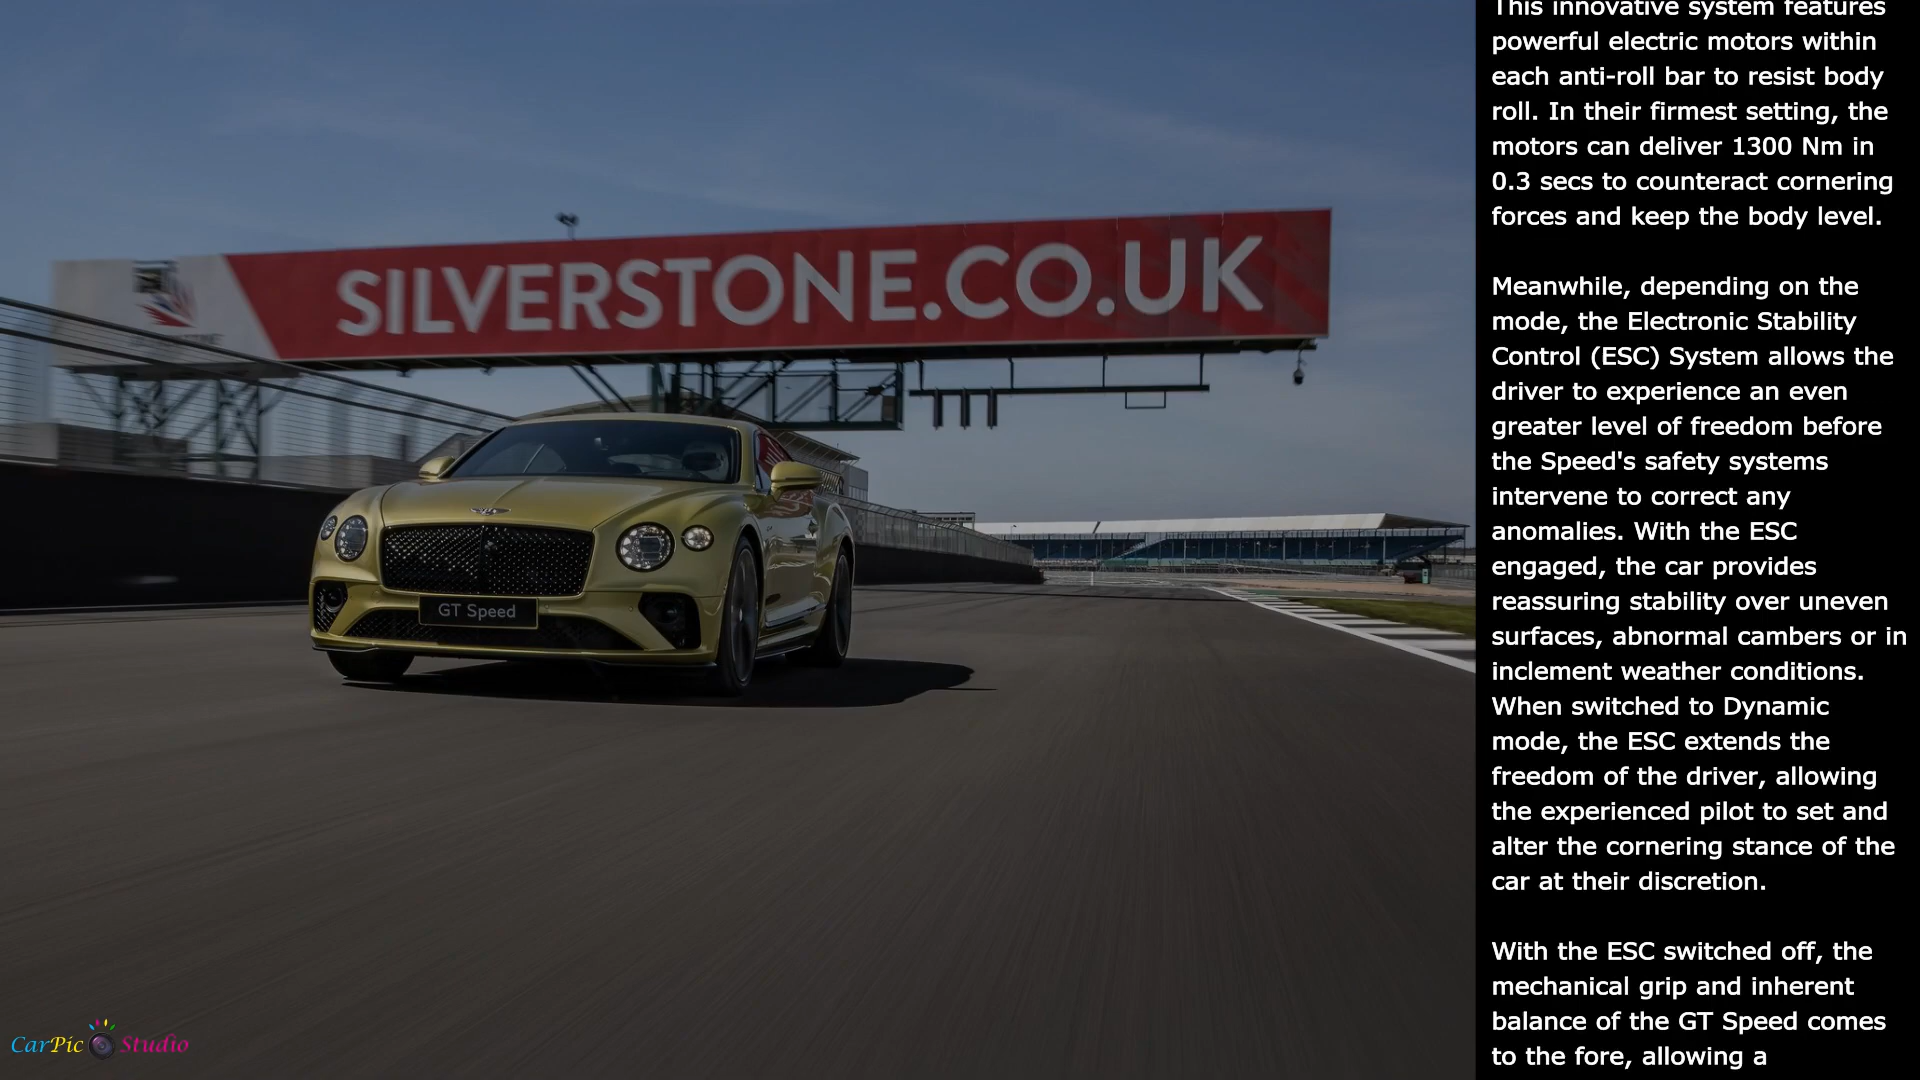 SILVERSTONE.CO.UK
GT Speed
CarPic Studio
This innovative system features
powerful electric motors within
each anti-roll bar to resist body
roll. In their firmest setting, the
motors can deliver 1300 Nm in
0.3 secs to counteract cornering
forces and keep the body level.
Meanwhile, depending on the
mode, the Electronic Stability
Control (ESC) System allows the
driver to experience an even
greater level of freedom before
the Speed's safety systems
intervene to correct any
anomalies. With the ESC
engaged, the car provides
reassuring stability over uneven
surfaces, abnormal cambers or in
inclement weather conditions.
When switched to Dynamic
mode, the ESC extends the
freedom of the driver, allowing
the experienced pilot to set and
alter the cornering stance of the
car at their discretion.
With the ESC switched off, the
mechanical grip and inherent
balance of the GT Speed comes
to the fore, allowing a